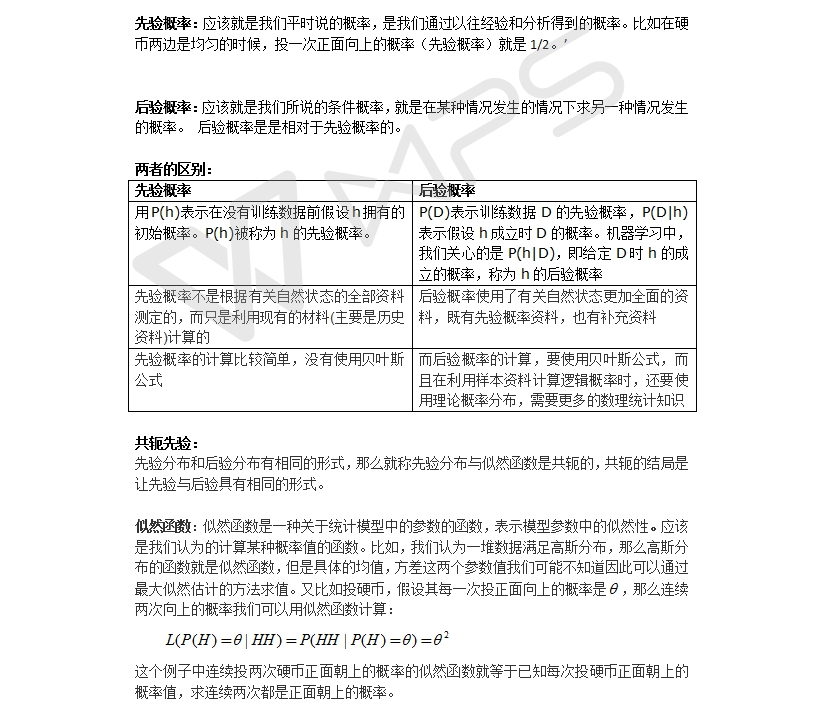 先验概率:应该就是我们平时说的概率,是我们通过以往经验和分析得到的概率。比如在硬
币两边是均匀的时候,投一次正面向上的概率(先验概率)就是1/2。’
后验概率:应该就是我们所说的条件概率,就是在某种情况发生的情况下求另一种情况发生
的概率。 后验概率是是相对于先验概率的。
两者的区别:
先验概率
后验概率
用P(h)表示在没有训练数据前假设h拥有的
初始概率。P(h)被称为h的先验概率。
P(D)表示训练数据D的先验概率,P(D|h)
表示假设h成立时D的概率。机器学习中,
我们关心的是P(h|D),即给定D时h的成
立的概率,称为h的后验概率
先验概率不是根据有关自然状态的全部资料
测定的,而只是利用现有的材料(主要是历史
资料)计算的
后验概率使用了有关自然状态更加全面的资
料,既有先验概率资料,也有补充资料
先验概率的计算比较简单,没有使用贝叶斯
公式
而后验概率的计算,要使用贝叶斯公式,而
且在利用样本资料计算逻辑概率时,还要使
用理论概率分布,需要更多的数理统计知识
共轭先验:
先验分布和后验分布有相同的形式,那么就称先验分布与似然函数是共轭的,共轭的结局是
让先验与后验具有相同的形式。
似然函数:似然函数是一种关于统计模型中的参数的函数,表示模型参数中的似然性。应该
是我们认为的计算某种概率值的函数。比如,我们认为一堆数据满足高斯分布,那么高斯分
布的函数就是似然函数,但是具体的均值,方差这两个参数值我们可能不知道因此可以通过
最大似然估计的方法求值。又比如投硬币,假设其每一次投正面向上的概率是θ,那么连续
两次向上的概率我们可以用似然函数计算:
L(P(H)=θ|HH)=P(HH|P(H)=θ)=θ²
这个例子中连续投两次硬币正面朝上的概率的似然函数就等于已知每次投硬币正面朝上的
概率值,求连续两次都是正面朝上的概率。
WPS